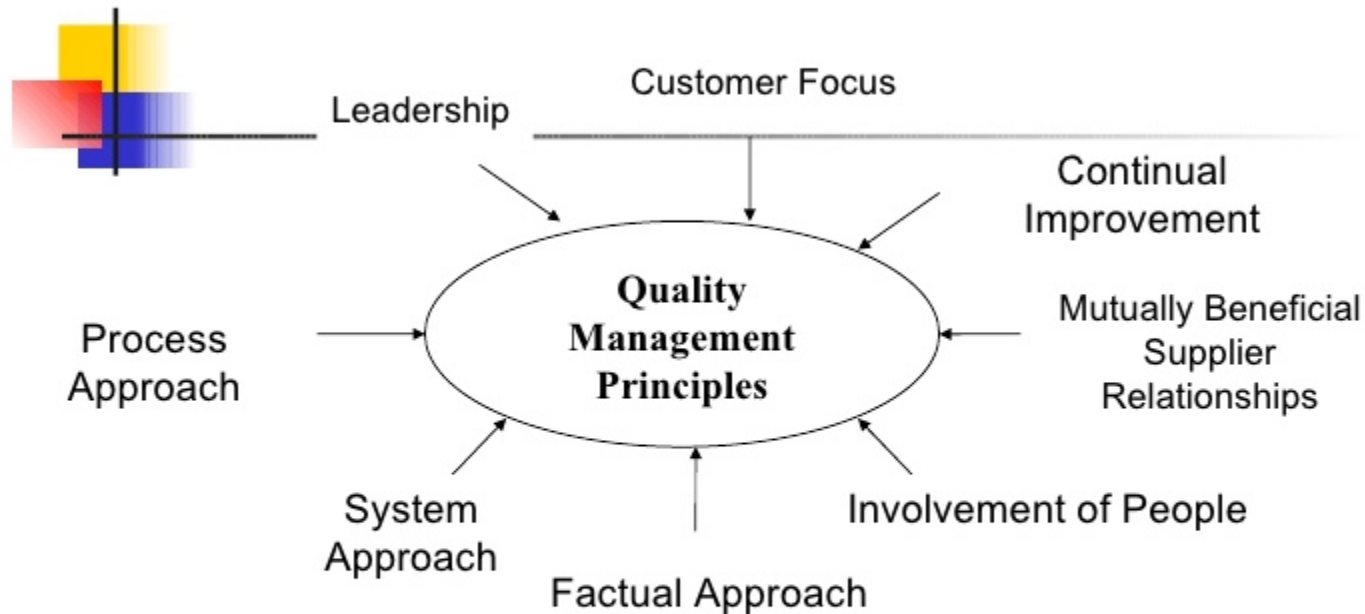 Leadership
Customer Focus
Continual
Improvement
Quality
Management
Principles
Mutually Beneficial
Supplier
Relationships
Process
Approach
System
Approach
Involvement of People
Factual Approach